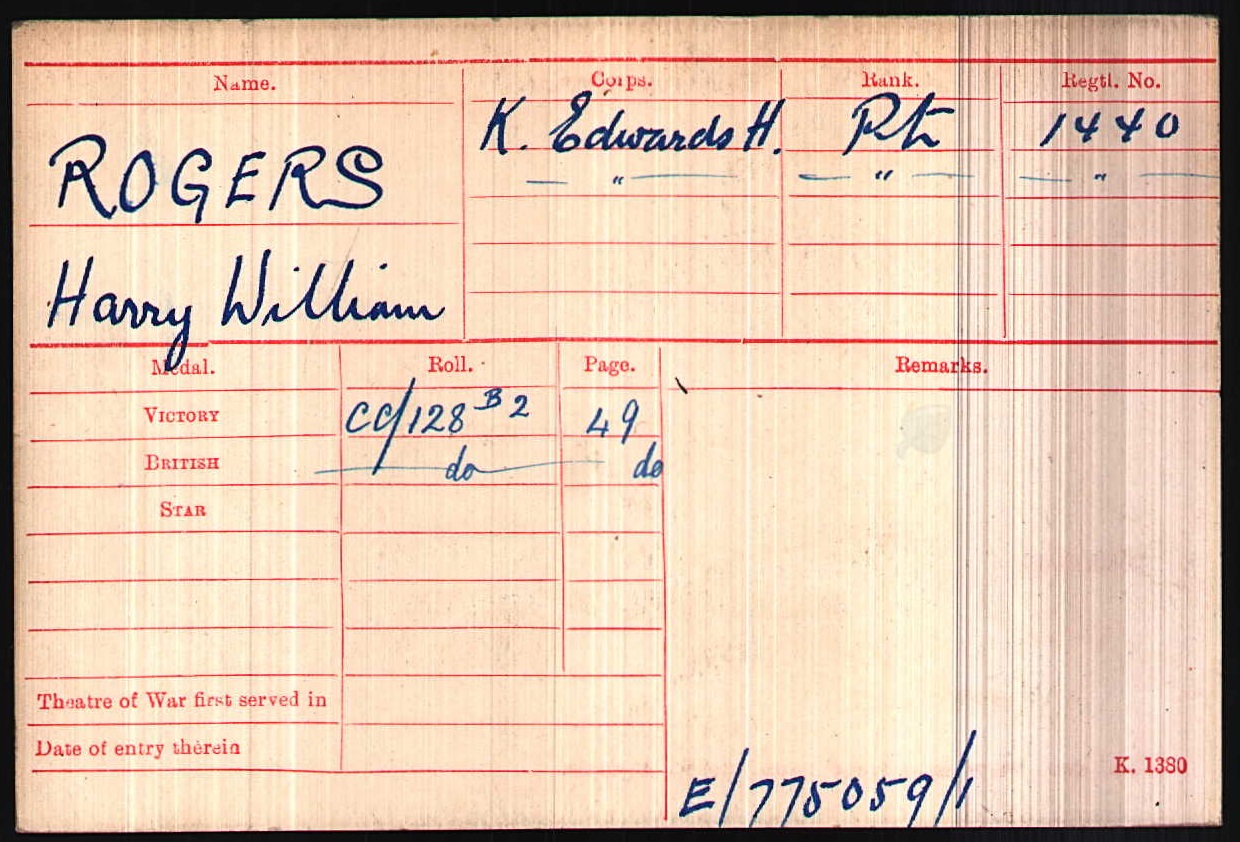 Name. Corps. Rank. Regtl. No.
ROGERS K. Edwards H. Pte 1440
" " "
Harry William
Medal. Roll. Page. Remarks.
VICTORY CC/128 B2 49
BRITISH do do
STAR
Theatre of War first served in
Date of entry therein
K. 1380
E/775059/1